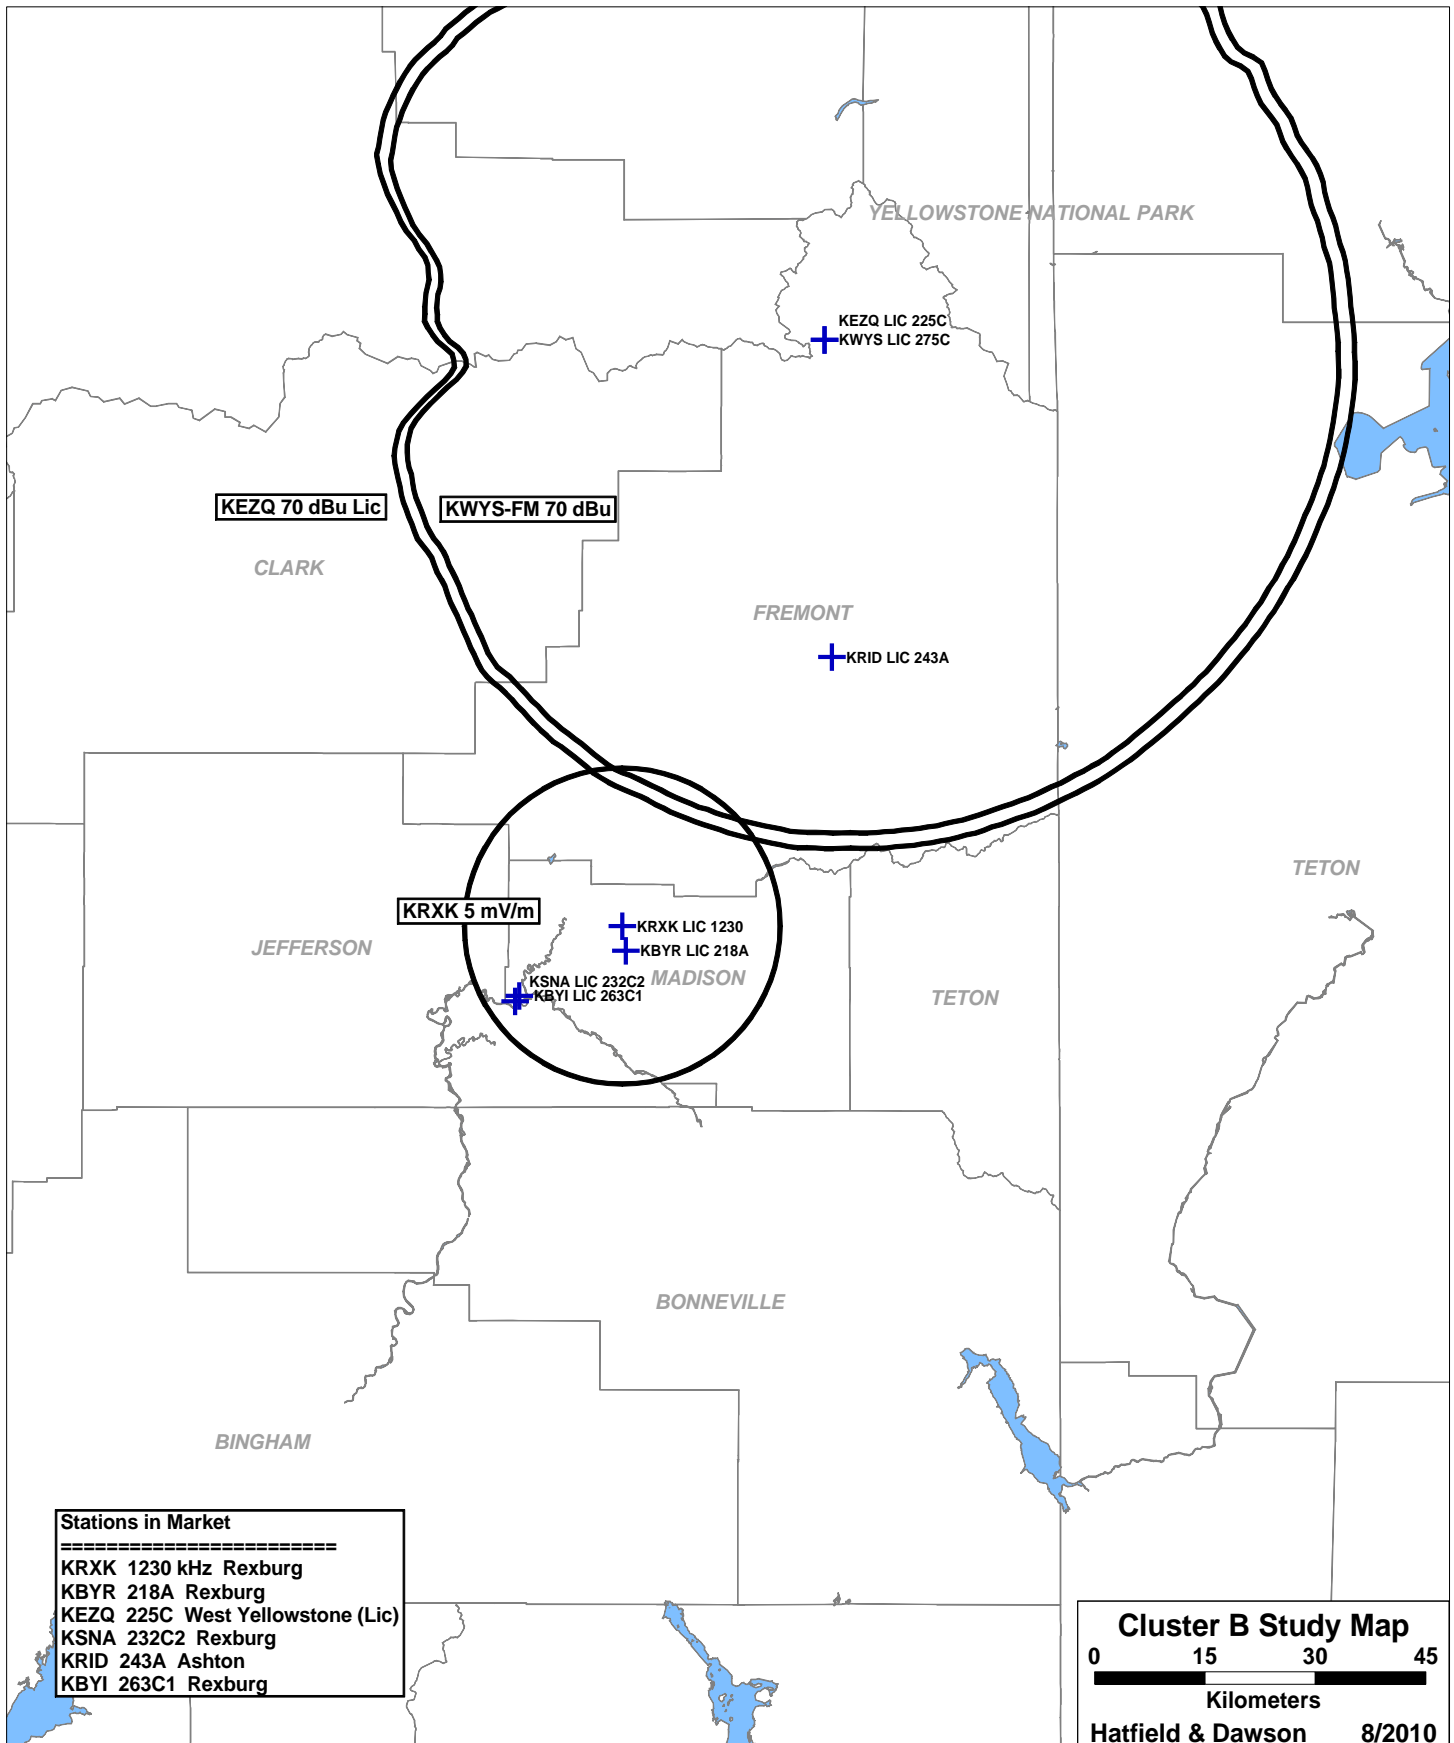 YELLOWSTONE NATIONAL PARK
KEZQ LIC 225C
KWYS LIC 275C
KEZQ 70 dBu Lic
KWYS-FM 70 dBu
CLARK
FREMONT
KRID LIC 243A
TETON
KRXK 5 mV/m
KRXK LIC 1230
JEFFERSON
KBYR LIC 218A
MADISON
KSNA LIC 232C2
KBYI LIC 263C1
TETON
BONNEVILLE
BINGHAM
Stations in Market
========================
KRXK 1230 kHz Rexburg
KBYR 218A Rexburg
KEZQ 225C West Yellowstone (Lic)
KSNA 232C2 Rexburg
KRID 243A Ashton
KBYI 263C1 Rexburg
Cluster B Study Map
0 15 30 45
Kilometers
Hatfield & Dawson 8/2010